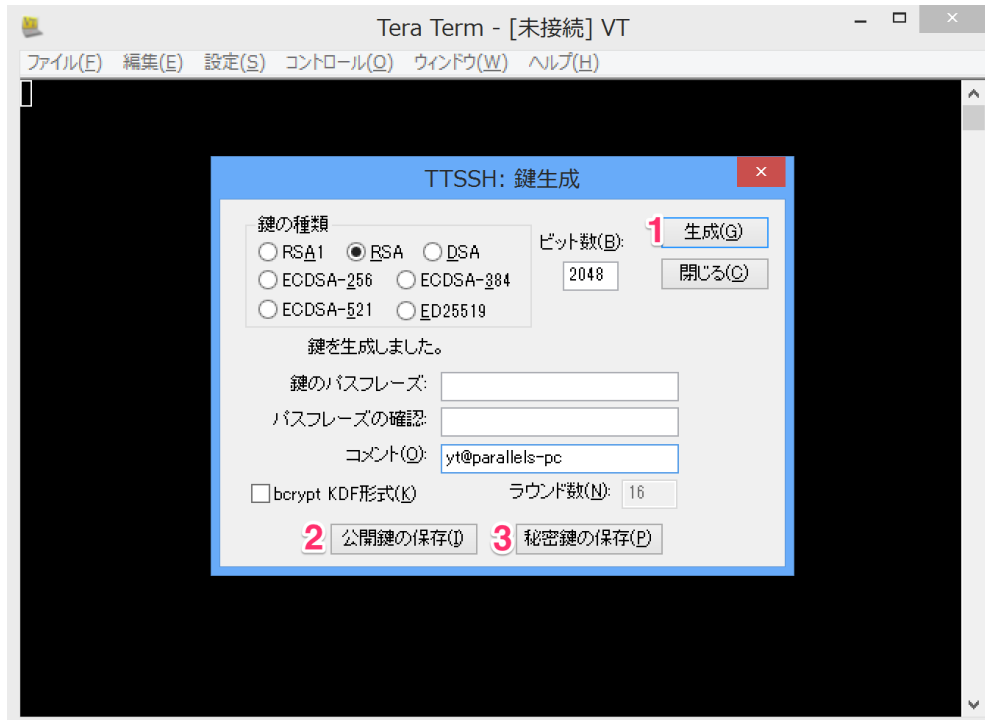 Tera Term - [未接続] VT
ファイル(F) 編集(E) 設定(S) コントロール(O) ウィンドウ(W) ヘルプ(H)
TTSSH: 鍵生成
鍵の種類
RSA1 RSA DSA
ECDSA-256 ECDSA-384
ECDSA-521 ED25519
ビット数(B):
2048
1 生成(G)
閉じる(C)
鍵を生成しました。
鍵のパスフレーズ:
パスフレーズの確認:
コメント(O): yt@parallels-pc
bcrypt KDF形式(K) ラウンド数(N): 16
2 公開鍵の保存(I) 3 秘密鍵の保存(P)